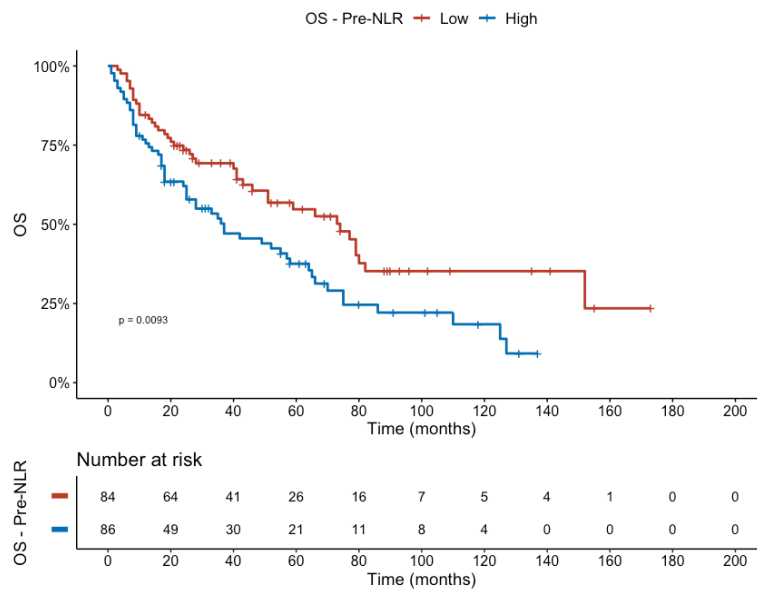 OS - Pre-NLR Low High
100%
75%
50%
25%
0%
OS
p = 0.0093
0 20 40 60 80 100 120 140 160 180 200
Time (months)
Number at risk
OS - Pre-NLR
84 64 41 26 16 7 5 4 1 0 0
86 49 30 21 11 8 4 0 0 0 0
0 20 40 60 80 100 120 140 160 180 200
Time (months)